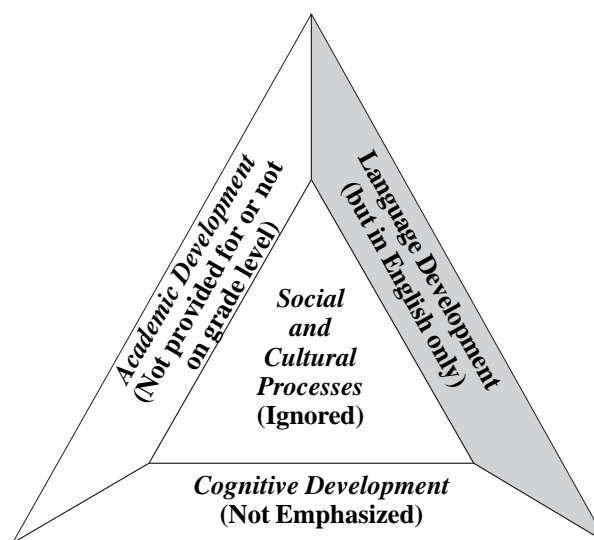 Academic Development
(Not provided for or not
on grade level)
Language Development
(but in English only)
Social
and
Cultural
Processes
(Ignored)
Cognitive Development
(Not Emphasized)